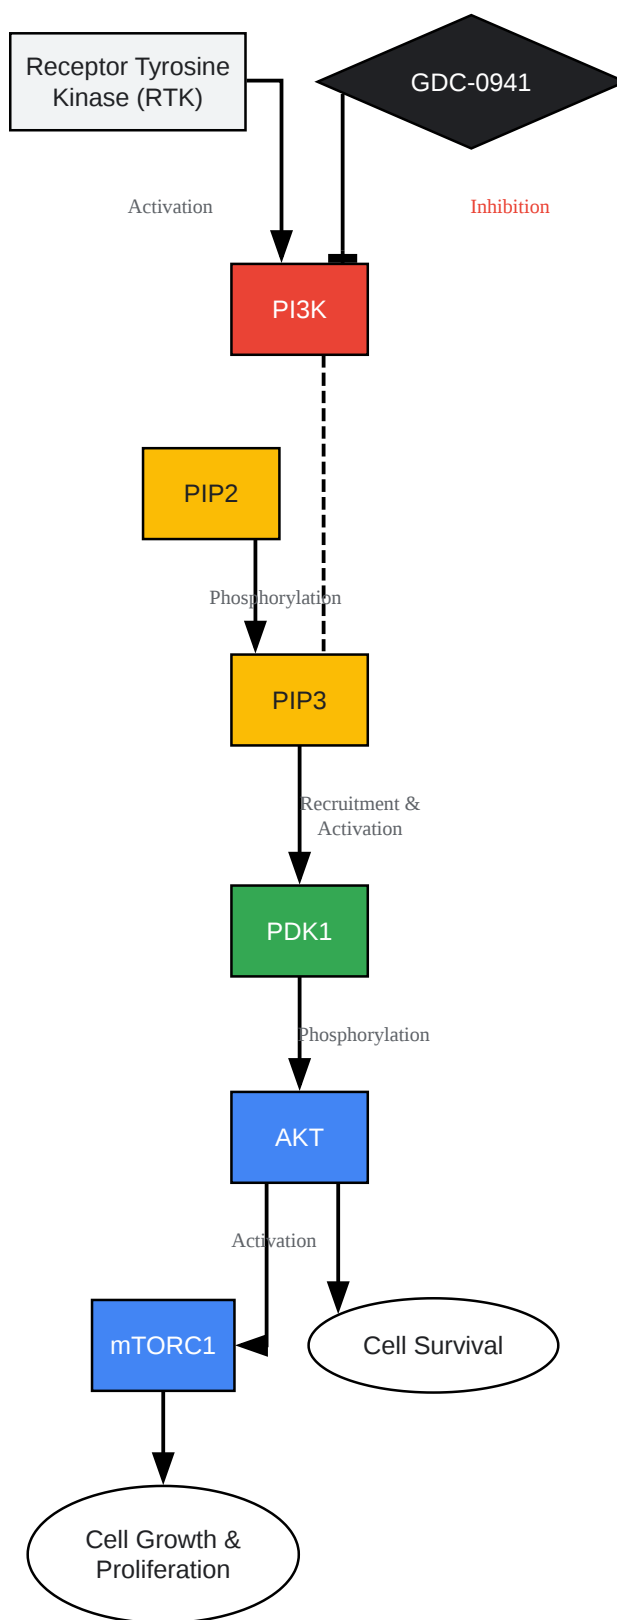 Receptor Tyrosine
Kinase (RTK)
GDC-0941
Activation
Inhibition
PI3K
PIP2
Phosphorylation
PIP3
Recruitment &
Activation
PDK1
Phosphorylation
AKT
Activation
mTORC1
Cell Survival
Cell Growth &
Proliferation